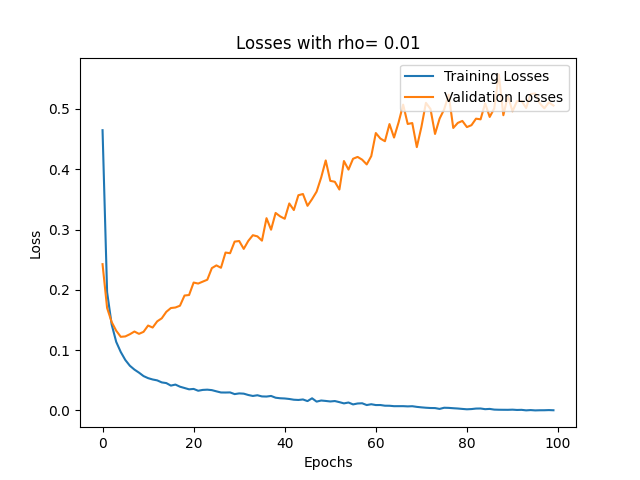 Losses with rho= 0.01
Training Losses
Validation Losses
Loss
0.5
0.4
0.3
0.2
0.1
0.0
0 20 40 60 80 100
Epochs